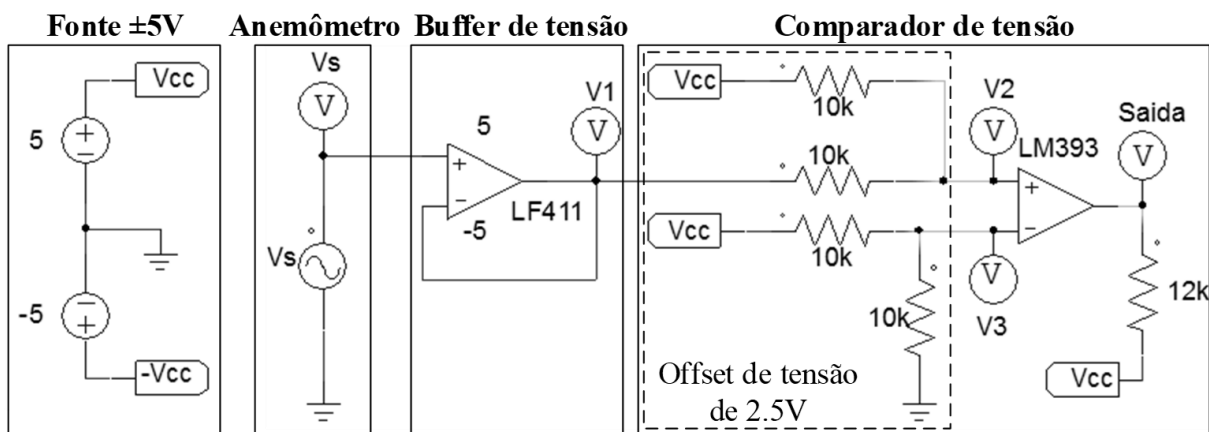 Fonte ±5V
Anemômetro
Buffer de tensão
Comparador de tensão
Vcc
5
-5
-Vcc
Vs
V
Vs
5
-5
LF411
V1
V
Vcc
10k
10k
Vcc
10k
10k
Offset de tensão
de 2.5V
V2
V
LM393
V
V3
Saida
V
12k
Vcc